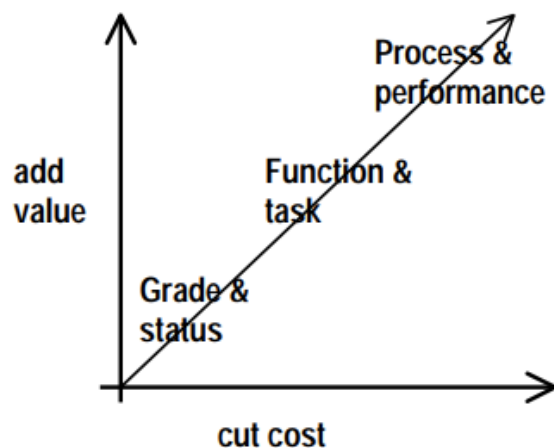 Process &
performance
add
value
Function &
task
Grade &
status
cut cost